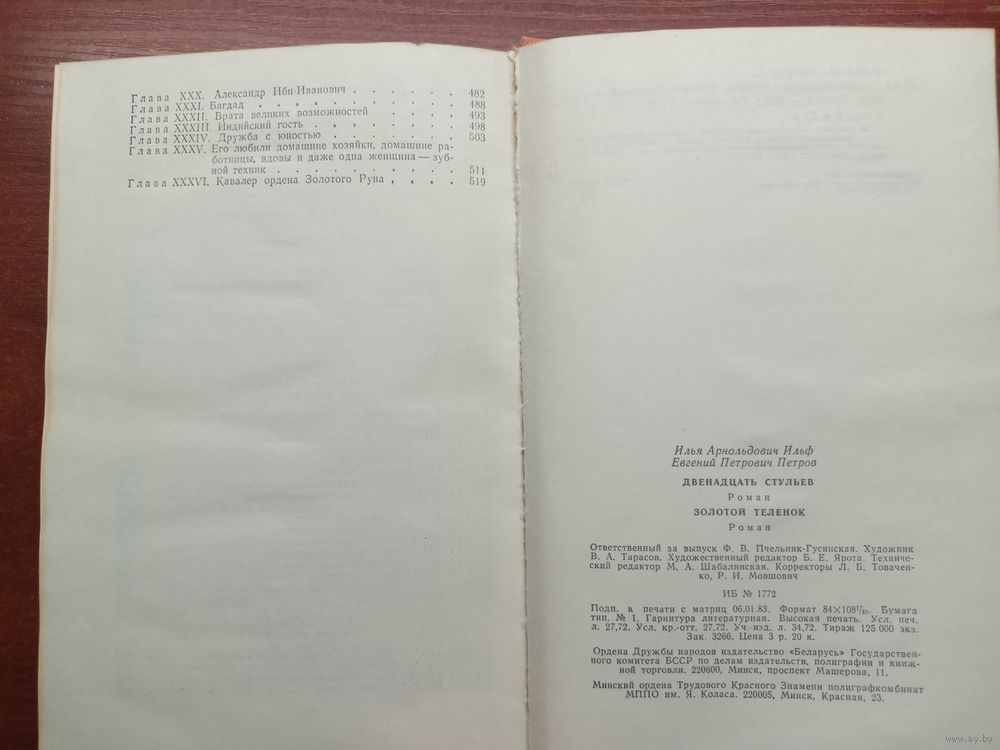 Глава XXX. Александр Ибн-Иванович . . . . . . 482
Глава XXXI. Багдад . . . . . . . . . . 488
Глава XXXII. Врата великих возможностей . . . . 493
Глава XXXIII. Индийский гость . . . . . . . . 498
Глава XXXIV. Дружба с юностью . . . . . . . 503
Глава XXXV. Его любили домашние хозяйки, домашние ра-
ботницы, вдовы и даже одна женщина — зуб-
ной техник . . . . . . . . . . 511
Глава XXXVI. Кавалер ордена Золотого Руна . . . . 519
Илья Арнольдович Ильф
Евгений Петрович Петров
ДВЕНАДЦАТЬ СТУЛЬЕВ
Роман
ЗОЛОТОЙ ТЕЛЕНОК
Роман
Ответственный за выпуск Ф. В. Пчельник-Гусинская. Художник
В. А. Тарасов. Художественный редактор Б. Е. Ярота. Техниче-
ский редактор М. А. Шабалинская. Корректоры Л. Б. Товачен-
ко, Р. И. Мовшович
ИБ № 1772
Подп. к печати с матриц 06.01.83. Формат 84×108¹/₃₂. Бумага
тип. № 1. Гарнитура литературная. Высокая печать. Усл. печ.
л. 27,72. Усл. кр.-отт. 27,72. Уч.-изд. л. 34,72. Тираж 125 000 экз.
Зак. 3266. Цена 3 р. 20 к.
Ордена Дружбы народов издательство «Беларусь» Государствен-
ного комитета БССР по делам издательств, полиграфии и книж-
ной торговли. 220600, Минск, проспект Машерова, 11.
Минский ордена Трудового Красного Знамени полиграфкомбинат
МППО им. Я. Коласа. 220005, Минск, Красная, 23.
www.ay.by